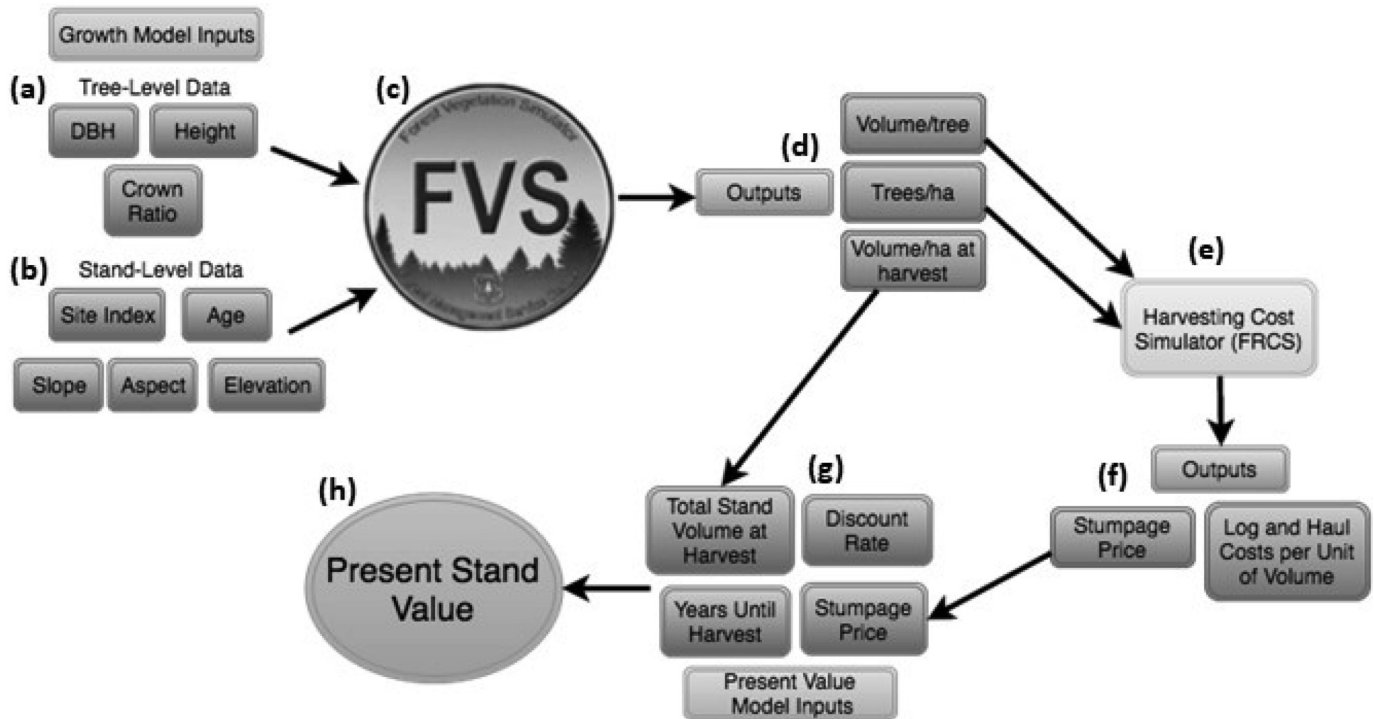 Growth Model Inputs
(a)
Tree-Level Data
DBH
Height
Crown
Ratio
(b)
Stand-Level Data
Site Index
Age
Slope
Aspect
Elevation
(c)
Forest Vegetation Simulator
FVS
(d)
Outputs
Volume/tree
Trees/ha
Volume/ha at
harvest
(e)
Harvesting Cost
Simulator (FRCS)
(f)
Outputs
Stumpage
Price
Log and Haul
Costs per Unit
of Volume
(g)
Total Stand
Volume at
Harvest
Discount
Rate
Years Until
Harvest
Stumpage
Price
Present Value
Model Inputs
(h)
Present Stand
Value